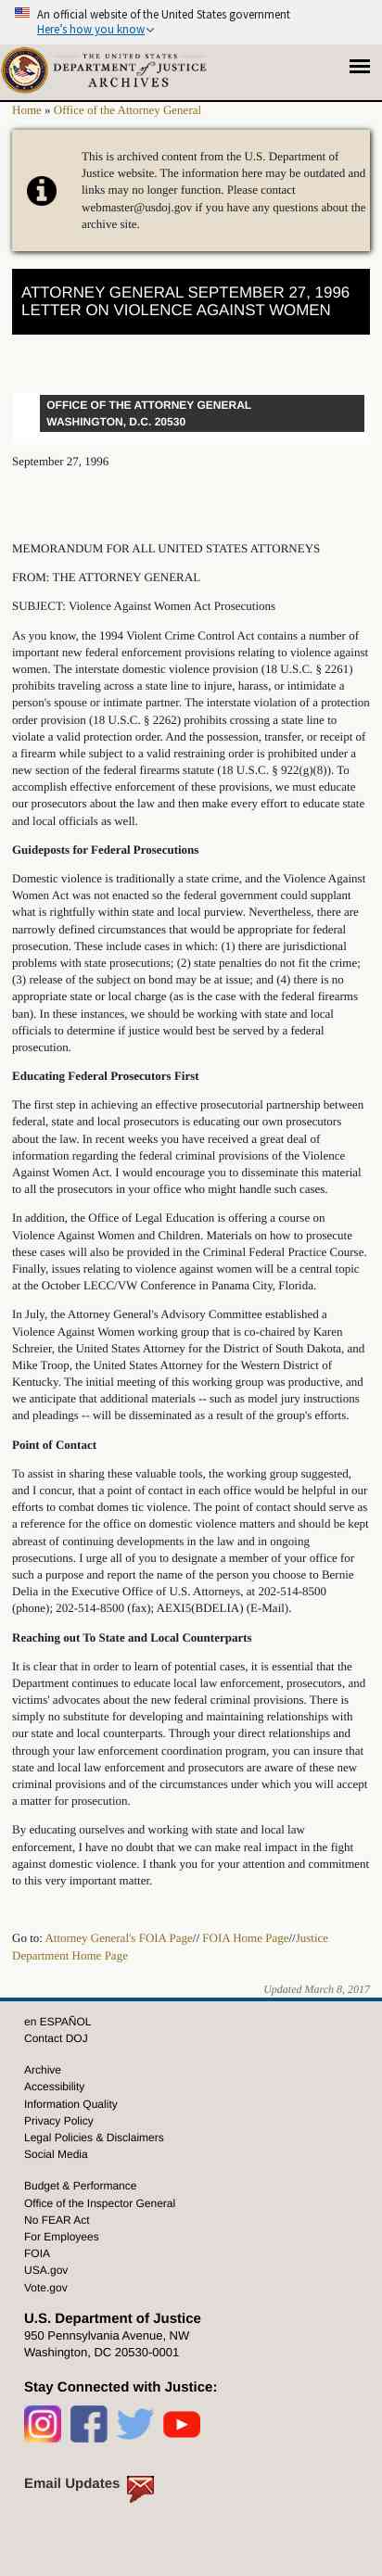 An official website of the United States government
Here's how you know
THE UNITED STATES
DEPARTMENT of JUSTICE
ARCHIVES
Home » Office of the Attorney General
This is archived content from the U.S. Department of
Justice website. The information here may be outdated and
links may no longer function. Please contact
webmaster@usdoj.gov if you have any questions about the
archive site.
ATTORNEY GENERAL SEPTEMBER 27, 1996
LETTER ON VIOLENCE AGAINST WOMEN
OFFICE OF THE ATTORNEY GENERAL
WASHINGTON, D.C. 20530
September 27, 1996
MEMORANDUM FOR ALL UNITED STATES ATTORNEYS
FROM: THE ATTORNEY GENERAL
SUBJECT: Violence Against Women Act Prosecutions
As you know, the 1994 Violent Crime Control Act contains a number of
important new federal enforcement provisions relating to violence against
women. The interstate domestic violence provision (18 U.S.C. § 2261)
prohibits traveling across a state line to injure, harass, or intimidate a
person's spouse or intimate partner. The interstate violation of a protection
order provision (18 U.S.C. § 2262) prohibits crossing a state line to
violate a valid protection order. And the possession, transfer, or receipt of
a firearm while subject to a valid restraining order is prohibited under a
new section of the federal firearms statute (18 U.S.C. § 922(g)(8)). To
accomplish effective enforcement of these provisions, we must educate
our prosecutors about the law and then make every effort to educate state
and local officials as well.
Guideposts for Federal Prosecutions
Domestic violence is traditionally a state crime, and the Violence Against
Women Act was not enacted so the federal government could supplant
what is rightfully within state and local purview. Nevertheless, there are
narrowly defined circumstances that would be appropriate for federal
prosecution. These include cases in which: (1) there are jurisdictional
problems with state prosecutions; (2) state penalties do not fit the crime;
(3) release of the subject on bond may be at issue; and (4) there is no
appropriate state or local charge (as is the case with the federal firearms
ban). In these instances, we should be working with state and local
officials to determine if justice would best be served by a federal
prosecution.
Educating Federal Prosecutors First
The first step in achieving an effective prosecutorial partnership between
federal, state and local prosecutors is educating our own prosecutors
about the law. In recent weeks you have received a great deal of
information regarding the federal criminal provisions of the Violence
Against Women Act. I would encourage you to disseminate this material
to all the prosecutors in your office who might handle such cases.
In addition, the Office of Legal Education is offering a course on
Violence Against Women and Children. Materials on how to prosecute
these cases will also be provided in the Criminal Federal Practice Course.
Finally, issues relating to violence against women will be a central topic
at the October LECC/VW Conference in Panama City, Florida.
In July, the Attorney General's Advisory Committee established a
Violence Against Women working group that is co-chaired by Karen
Schreier, the United States Attorney for the District of South Dakota, and
Mike Troop, the United States Attorney for the Western District of
Kentucky. The initial meeting of this working group was productive, and
we anticipate that additional materials -- such as model jury instructions
and pleadings -- will be disseminated as a result of the group's efforts.
Point of Contact
To assist in sharing these valuable tools, the working group suggested,
and I concur, that a point of contact in each office would be helpful in our
efforts to combat domes tic violence. The point of contact should serve as
a reference for the office on domestic violence matters and should be kept
abreast of continuing developments in the law and in ongoing
prosecutions. I urge all of you to designate a member of your office for
such a purpose and report the name of the person you choose to Bernie
Delia in the Executive Office of U.S. Attorneys, at 202-514-8500
(phone); 202-514-8500 (fax); AEXI5(BDELIA) (E-Mail).
Reaching out To State and Local Counterparts
It is clear that in order to learn of potential cases, it is essential that the
Department continues to educate local law enforcement, prosecutors, and
victims' advocates about the new federal criminal provisions. There is
simply no substitute for developing and maintaining relationships with
our state and local counterparts. Through your direct relationships and
through your law enforcement coordination program, you can insure that
state and local law enforcement and prosecutors are aware of these new
criminal provisions and of the circumstances under which you will accept
a matter for prosecution.
By educating ourselves and working with state and local law
enforcement, I have no doubt that we can make real impact in the fight
against domestic violence. I thank you for your attention and commitment
to this very important matter.
Go to: Attorney General's FOIA Page// FOIA Home Page//Justice
Department Home Page
Updated March 8, 2017
en ESPAÑOL
Contact DOJ
Archive
Accessibility
Information Quality
Privacy Policy
Legal Policies & Disclaimers
Social Media
Budget & Performance
Office of the Inspector General
No FEAR Act
For Employees
FOIA
USA.gov
Vote.gov
U.S. Department of Justice
950 Pennsylvania Avenue, NW
Washington, DC 20530-0001
Stay Connected with Justice:
Email Updates